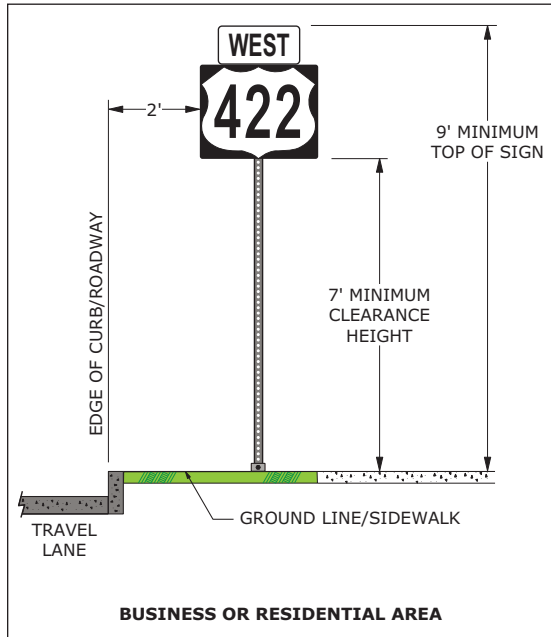 WEST
422
2'
9' MINIMUM
TOP OF SIGN
EDGE OF CURB/ROADWAY
7' MINIMUM
CLEARANCE
HEIGHT
GROUND LINE/SIDEWALK
TRAVEL
LANE
BUSINESS OR RESIDENTIAL AREA